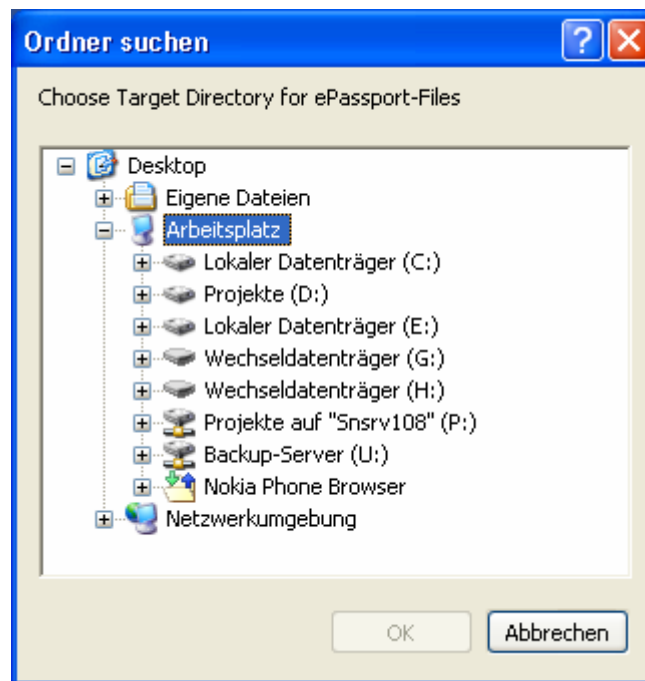 Ordner suchen
Choose Target Directory for ePassport-Files
Desktop
Eigene Dateien
Arbeitsplatz
Lokaler Datenträger (C:)
Projekte (D:)
Lokaler Datenträger (E:)
Wechseldatenträger (G:)
Wechseldatenträger (H:)
Projekte auf "Snsrv108" (P:)
Backup-Server (U:)
Nokia Phone Browser
Netzwerkumgebung
OK
Abbrechen